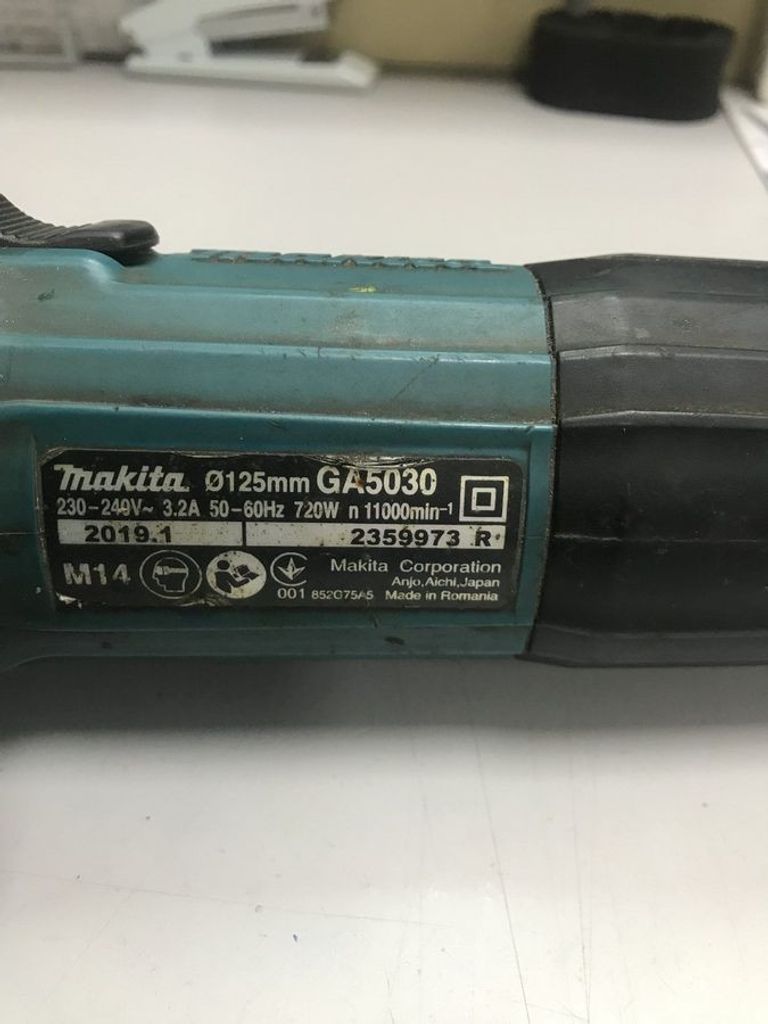 makita Ø125mm GA5030
230-240V~ 3.2A 50-60Hz 720W n 11000min⁻¹
2019.1 2359973 R
M14 Makita Corporation
Anjo, Aichi, Japan
001 Made in Romania